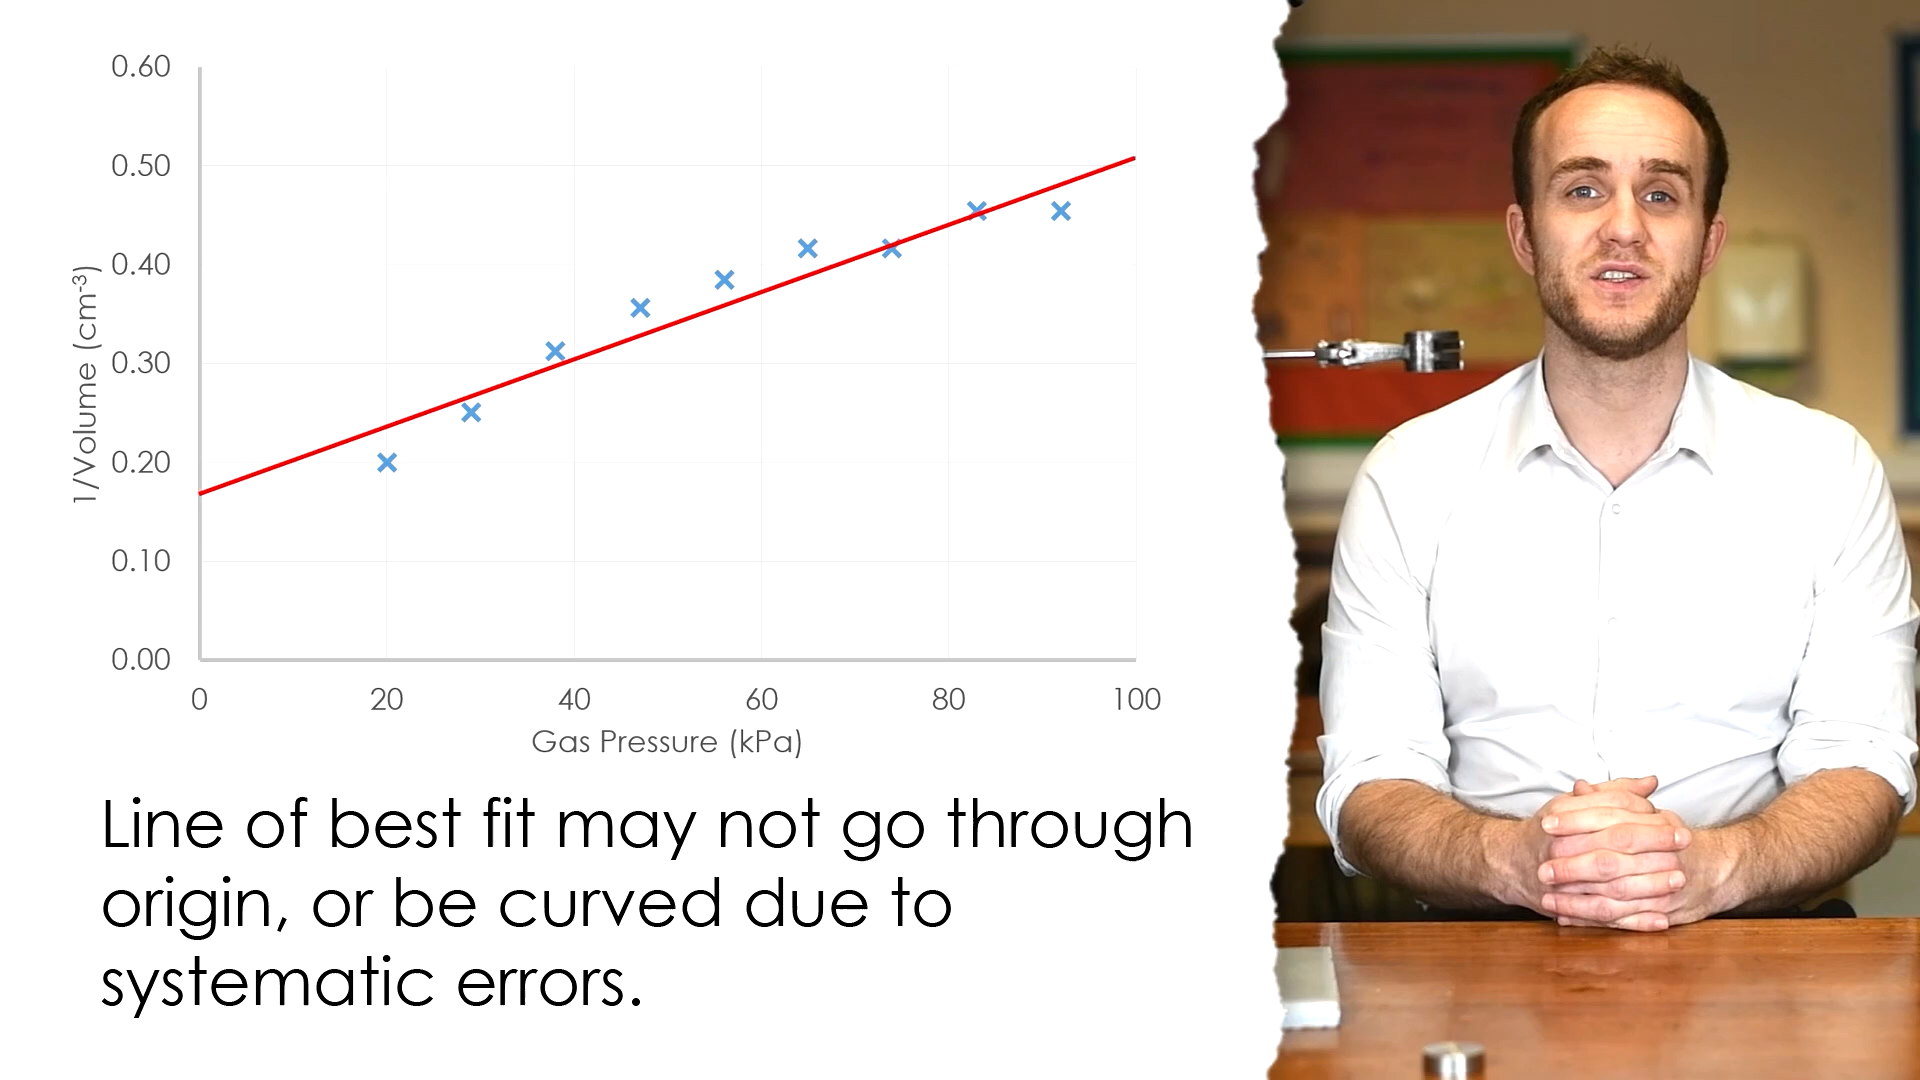 0.60
0.50
0.40
0.30
0.20
0.10
0.00
1/Volume (cm-3)
0 20 40 60 80 100
Gas Pressure (kPa)
Line of best fit may not go through
origin, or be curved due to
systematic errors.